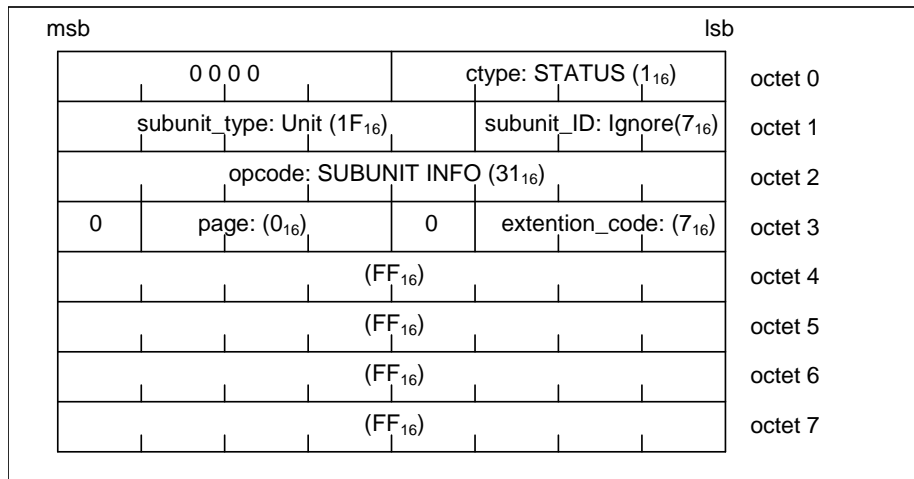 msb lsb
0 0 0 0 ctype: STATUS (1₁₆) octet 0
subunit_type: Unit (1F₁₆) subunit_ID: Ignore(7₁₆) octet 1
opcode: SUBUNIT INFO (31₁₆) octet 2
0 page: (0₁₆) 0 extention_code: (7₁₆) octet 3
(FF₁₆) octet 4
(FF₁₆) octet 5
(FF₁₆) octet 6
(FF₁₆) octet 7